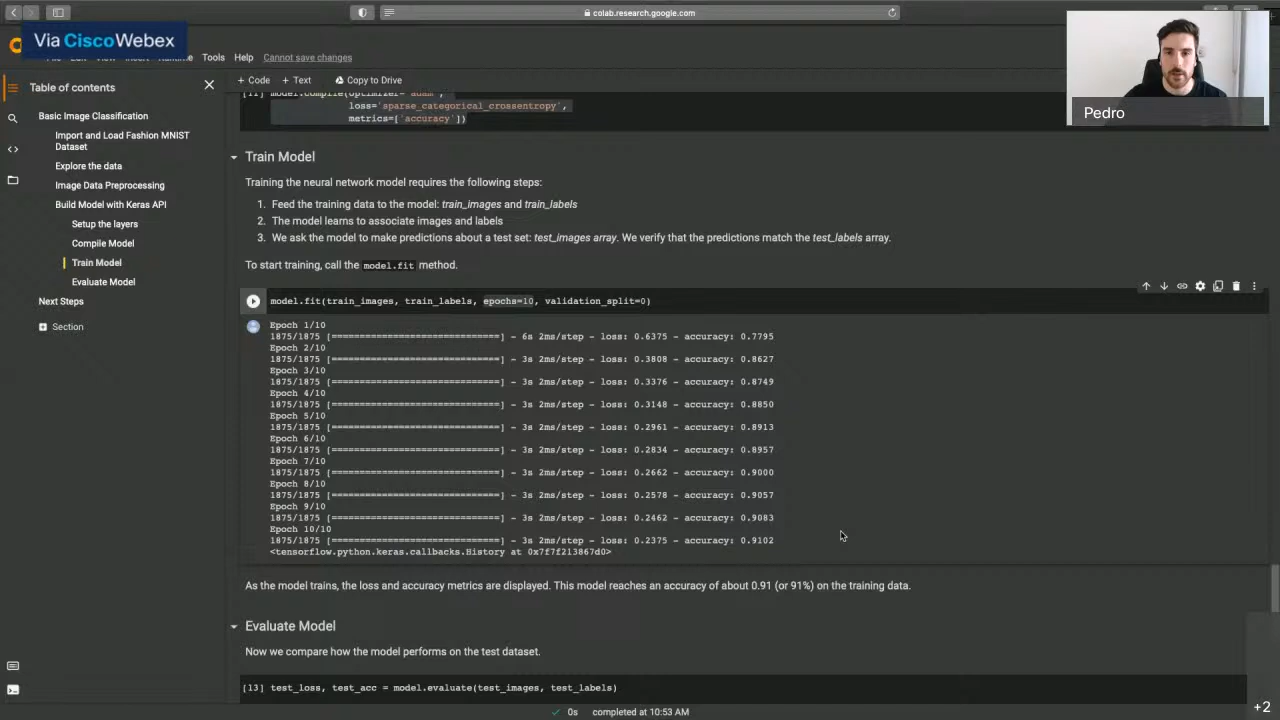 colab.research.google.com
Via CiscoWebex
Tools Help Cannot save changes
+ Code + Text Copy to Drive
Table of contents
Basic Image Classification
Import and Load Fashion MNIST
Dataset
Explore the data
Image Data Preprocessing
Build Model with Keras API
Setup the layers
Compile Model
Train Model
Evaluate Model
Next Steps
Section
Pedro
[11] model.compile(optimizer='adam',
loss='sparse_categorical_crossentropy',
metrics=['accuracy'])
Train Model
Training the neural network model requires the following steps:
1. Feed the training data to the model: train_images and train_labels
2. The model learns to associate images and labels
3. We ask the model to make predictions about a test set: test_images array. We verify that the predictions match the test_labels array.
To start training, call the model.fit method.
model.fit(train_images, train_labels, epochs=10, validation_split=0)
Epoch 1/10
1875/1875 [==============================] - 6s 2ms/step - loss: 0.6375 - accuracy: 0.7795
Epoch 2/10
1875/1875 [==============================] - 3s 2ms/step - loss: 0.3808 - accuracy: 0.8627
Epoch 3/10
1875/1875 [==============================] - 3s 2ms/step - loss: 0.3376 - accuracy: 0.8749
Epoch 4/10
1875/1875 [==============================] - 3s 2ms/step - loss: 0.3148 - accuracy: 0.8850
Epoch 5/10
1875/1875 [==============================] - 3s 2ms/step - loss: 0.2961 - accuracy: 0.8913
Epoch 6/10
1875/1875 [==============================] - 3s 2ms/step - loss: 0.2834 - accuracy: 0.8957
Epoch 7/10
1875/1875 [==============================] - 3s 2ms/step - loss: 0.2662 - accuracy: 0.9000
Epoch 8/10
1875/1875 [==============================] - 3s 2ms/step - loss: 0.2578 - accuracy: 0.9057
Epoch 9/10
1875/1875 [==============================] - 3s 2ms/step - loss: 0.2462 - accuracy: 0.9083
Epoch 10/10
1875/1875 [==============================] - 3s 2ms/step - loss: 0.2375 - accuracy: 0.9102
<tensorflow.python.keras.callbacks.History at 0x7f7f213867d0>
As the model trains, the loss and accuracy metrics are displayed. This model reaches an accuracy of about 0.91 (or 91%) on the training data.
Evaluate Model
Now we compare how the model performs on the test dataset.
[13] test_loss, test_acc = model.evaluate(test_images, test_labels)
0s completed at 10:53 AM
+2